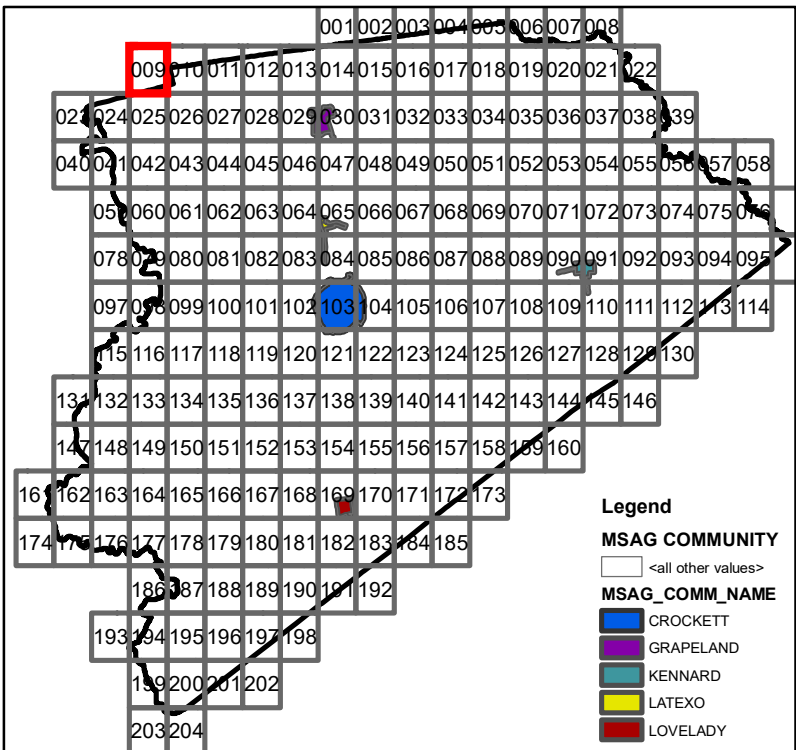 001 002 003 004 005 006 007 008
009 010 011 012 013 014 015 016 017 018 019 020 021 022
023 024 025 026 027 028 029 030 031 032 033 034 035 036 037 038 039
040 041 042 043 044 045 046 047 048 049 050 051 052 053 054 055 056 057 058
059 060 061 062 063 064 065 066 067 068 069 070 071 072 073 074 075 076
078 079 080 081 082 083 084 085 086 087 088 089 090 091 092 093 094 095
097 098 099 100 101 102 103 104 105 106 107 108 109 110 111 112 113 114
115 116 117 118 119 120 121 122 123 124 125 126 127 128 129 130
131 132 133 134 135 136 137 138 139 140 141 142 143 144 145 146
147 148 149 150 151 152 153 154 155 156 157 158 159 160
161 162 163 164 165 166 167 168 169 170 171 172 173
174 175 176 177 178 179 180 181 182 183 184 185
186 187 188 189 190 191 192
193 194 195 196 197 198
199 200 201 202
203 204
Legend
MSAG COMMUNITY
<all other values>
MSAG_COMM_NAME
CROCKETT
GRAPELAND
KENNARD
LATEXO
LOVELADY